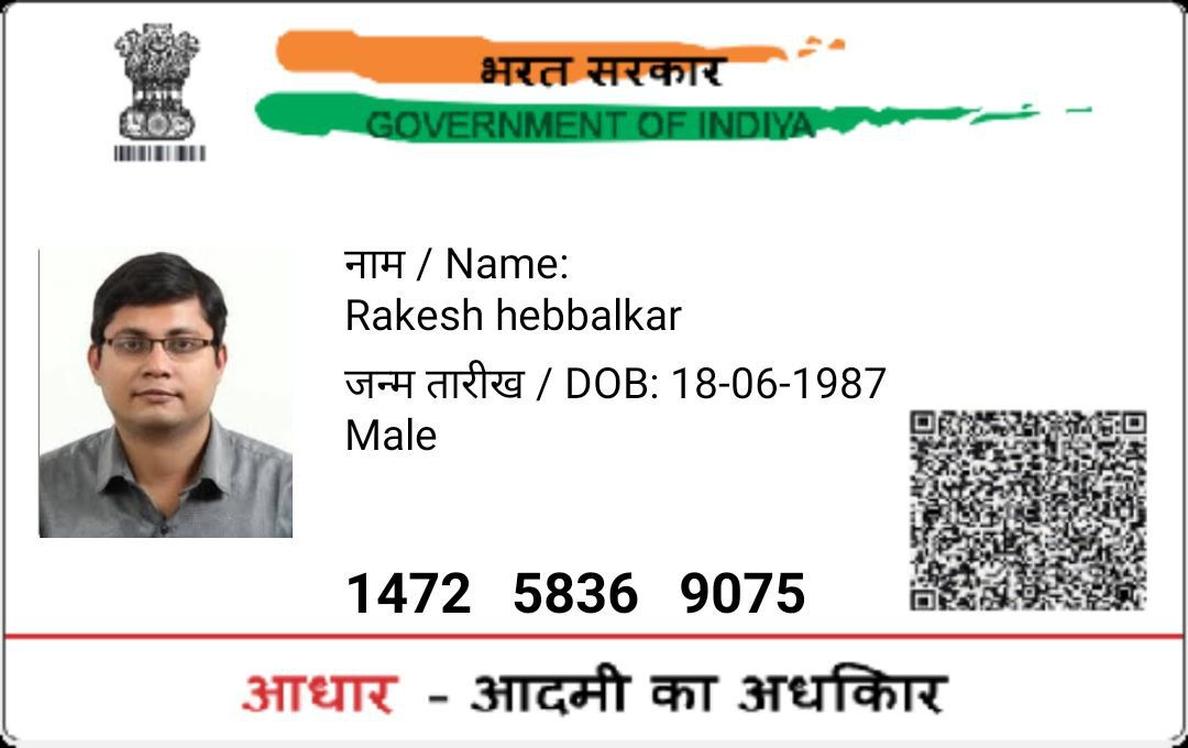 भरत सरकार
GOVERNMENT OF INDIYA
नाम / Name:
Rakesh hebbalkar
जन्म तारीख / DOB: 18-06-1987
Male
1472 5836 9075
आधार - आदमी का अधकिार